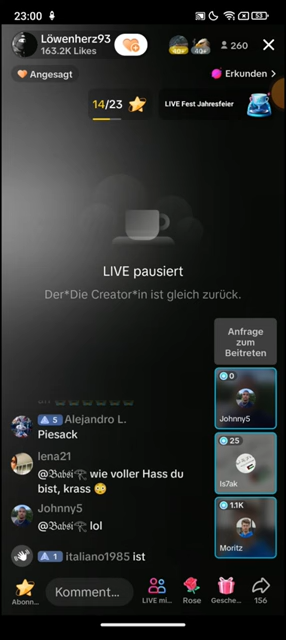 23:00
53
Löwenherz93
163.2K Likes
40+
40+
260
Angesagt
Erkunden
14/23
LIVE Fest Jahresfeier
LIVE pausiert
Der*Die Creator*in ist gleich zurück.
Anfrage
zum
Beitreten
0
Johnny5
5 Alejandro L.
Piesack
lena21
@𝔅𝔞𝔟𝔰𝔦 wie voller Hass du
bist, krass 😳
25
Is7ak
Johnny5
@𝔅𝔞𝔟𝔰𝔦 lol
1.1K
Moritz
1 italiano1985 ist
Abonn...
Komment...
LIVE mi...
Rose
Gesche...
156